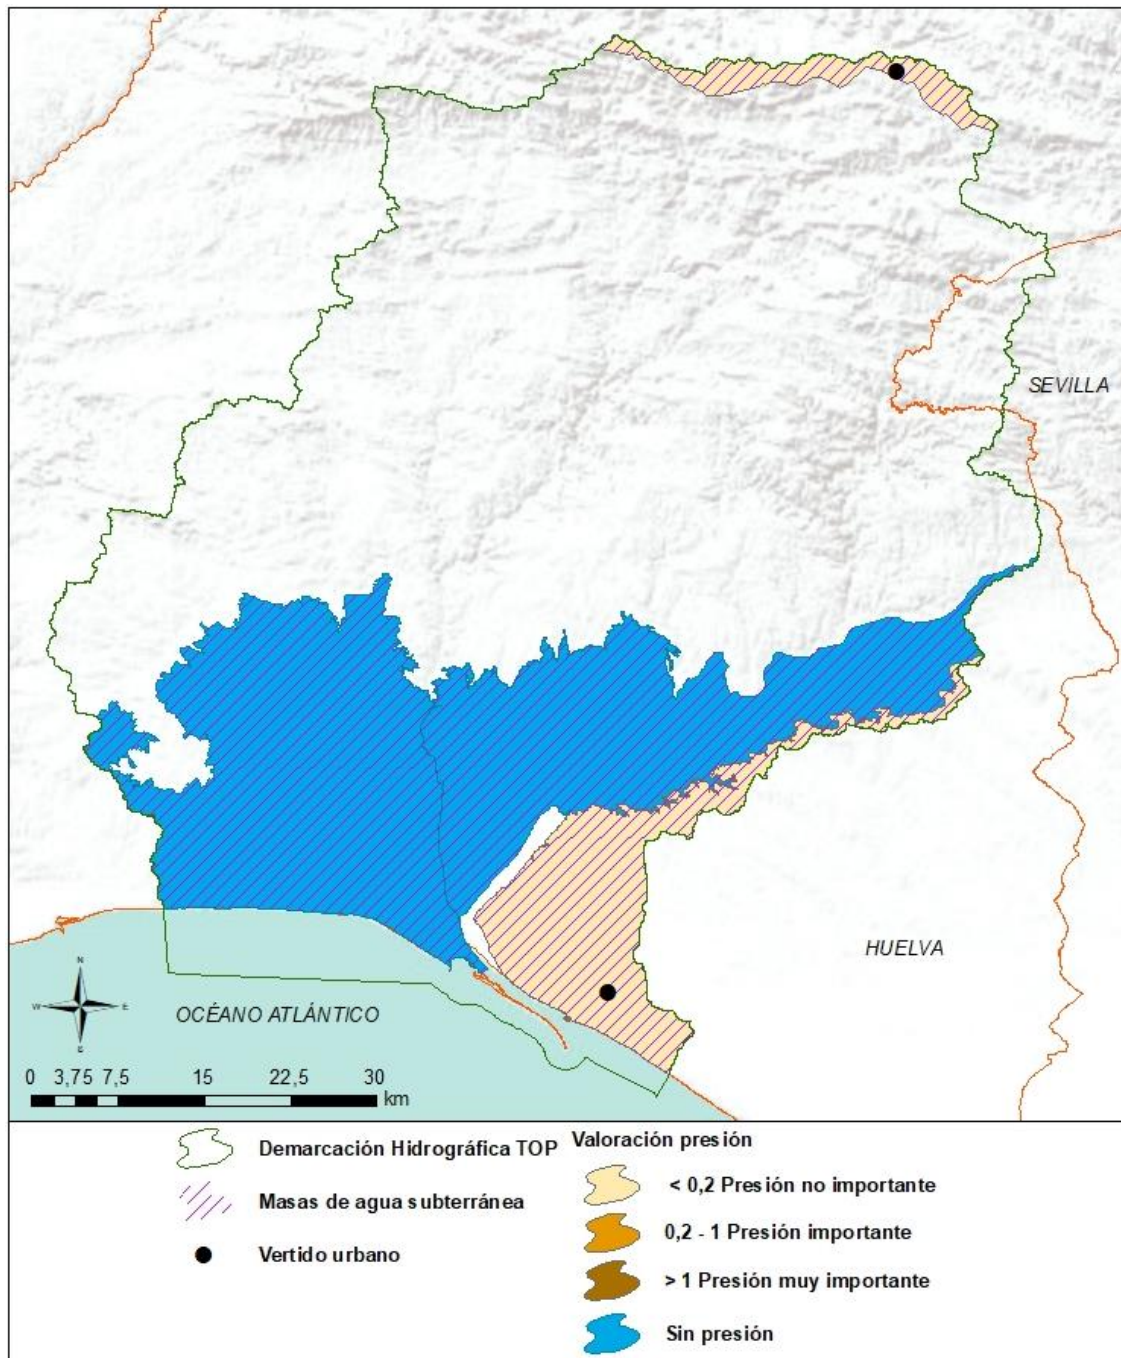 SEVILLA
HUELVA
OCÉANO ATLÁNTICO
N
W E
S
0 3,75 7,5 15 22,5 30
km
Demarcación Hidrográfica TOP
Masas de agua subterránea
Vertido urbano
Valoración presión
< 0,2 Presión no importante
0,2 - 1 Presión importante
> 1 Presión muy importante
Sin presión